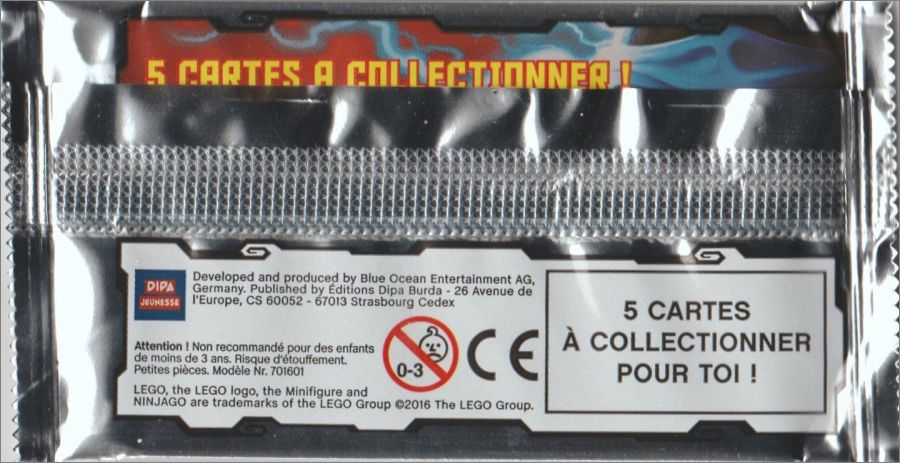 5 CARTES A COLLECTIONNER !
DIPA
JEUNESSE
Developed and produced by Blue Ocean Entertainment AG,
Germany. Published by Éditions Dipa Burda - 26 Avenue de
l'Europe, CS 60052 - 67013 Strasbourg Cedex
Attention ! Non recommandé pour des enfants
de moins de 3 ans. Risque d'étouffement.
Petites pièces. Modèle Nr. 701601
0-3
CE
LEGO, the LEGO logo, the Minifigure and
NINJAGO are trademarks of the LEGO Group ©2016 The LEGO Group.
5 CARTES
À COLLECTIONNER
POUR TOI !